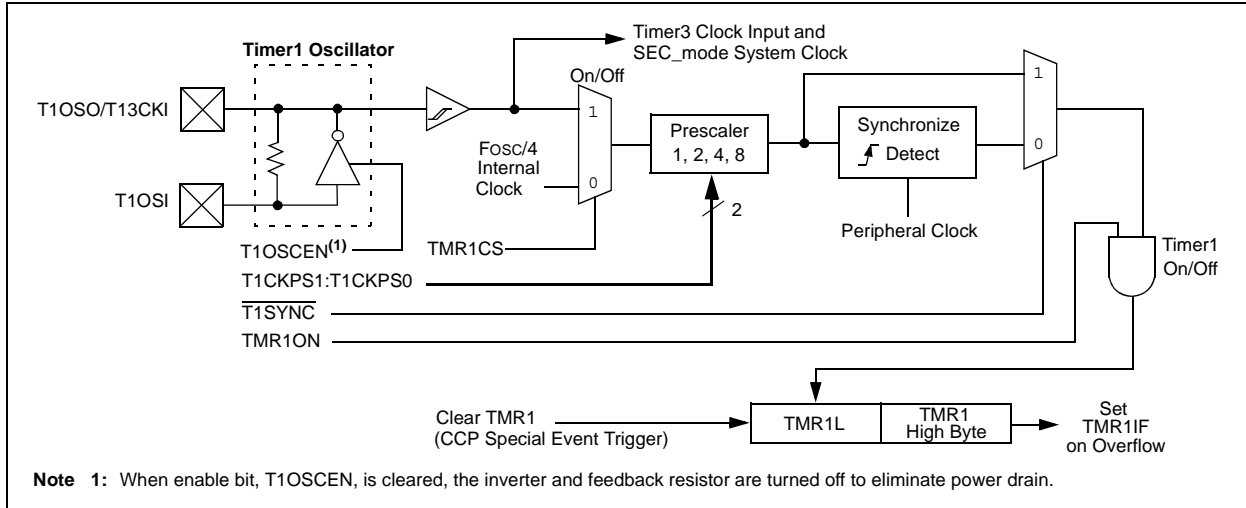 Timer3 Clock Input and
SEC_mode System Clock
Timer1 Oscillator
On/Off
T1OSO/T13CKI
1
1
FOSC/4
Internal
Clock
Prescaler
1, 2, 4, 8
Synchronize
Detect
0
0
T1OSI
2
T1OSCEN(1)
TMR1CS
Peripheral Clock
Timer1
On/Off
T1CKPS1:T1CKPS0
T1SYNC
TMR1ON
Clear TMR1
(CCP Special Event Trigger)
TMR1L
TMR1
High Byte
Set
TMR1IF
on Overflow
Note 1: When enable bit, T1OSCEN, is cleared, the inverter and feedback resistor are turned off to eliminate power drain.